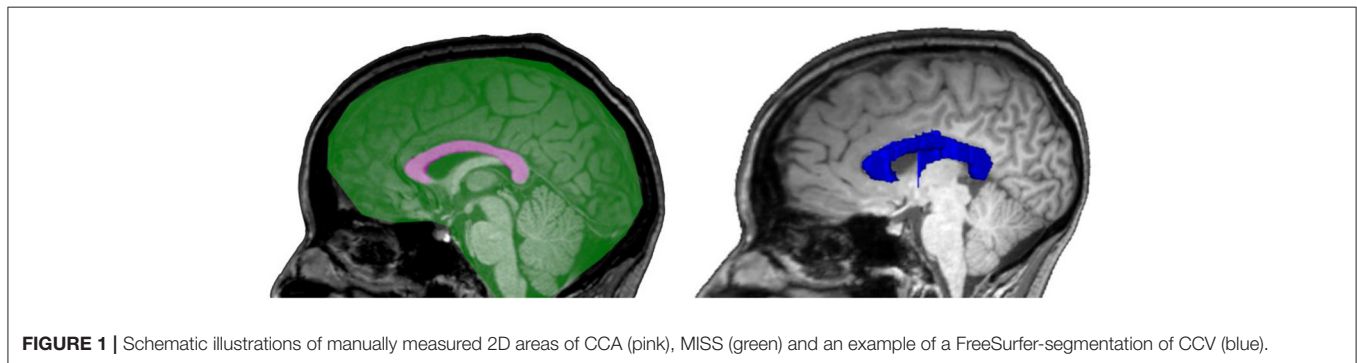 FIGURE 1 | Schematic illustrations of manually measured 2D areas of CCA (pink), MISS (green) and an example of a FreeSurfer-segmentation of CCV (blue).